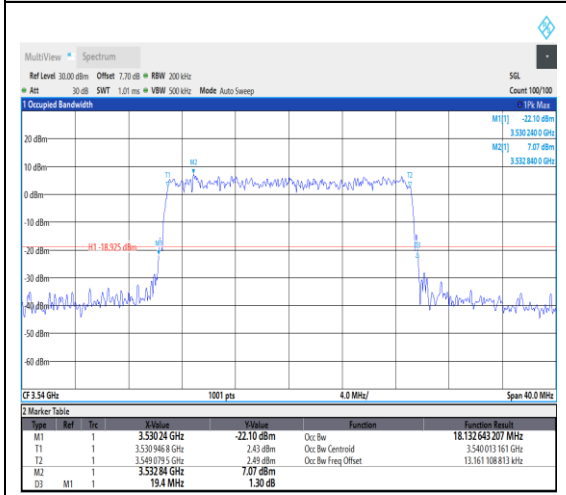 MultiView Spectrum
Ref Level 30.00 dBm Offset 7.70 dB RBW 200 kHz SGL
Att 30 dB SWT 1.01 ms VBW 500 kHz Mode Auto Sweep Count 100/100
1 Occupied Bandwidth 1Pk Max
M1[1] -22.10 dBm
3.530 240 0 GHz
20 dBm M2[1] 7.07 dBm
3.532 840 0 GHz
M2
10 dBm T1 T2
0 dBm
-10 dBm
M1
H1 -18.925 dBm
-20 dBm
-30 dBm
-40 dBm
-50 dBm
-60 dBm
CF 3.54 GHz 1001 pts 4.0 MHz/ Span 40.0 MHz
2 Marker Table
Type Ref Trc X-Value Y-Value Function Function Result
M1 1 3.53024 GHz -22.10 dBm Occ Bw 18.132 643 207 MHz
T1 1 3.530 946 8 GHz 2.43 dBm Occ Bw Centroid 3.540 013 161 GHz
T2 1 3.549 079 5 GHz 2.49 dBm Occ Bw Freq Offset 13.161 108 813 kHz
M2 1 3.53284 GHz 7.07 dBm
D3 M1 1 19.4 MHz 1.30 dB